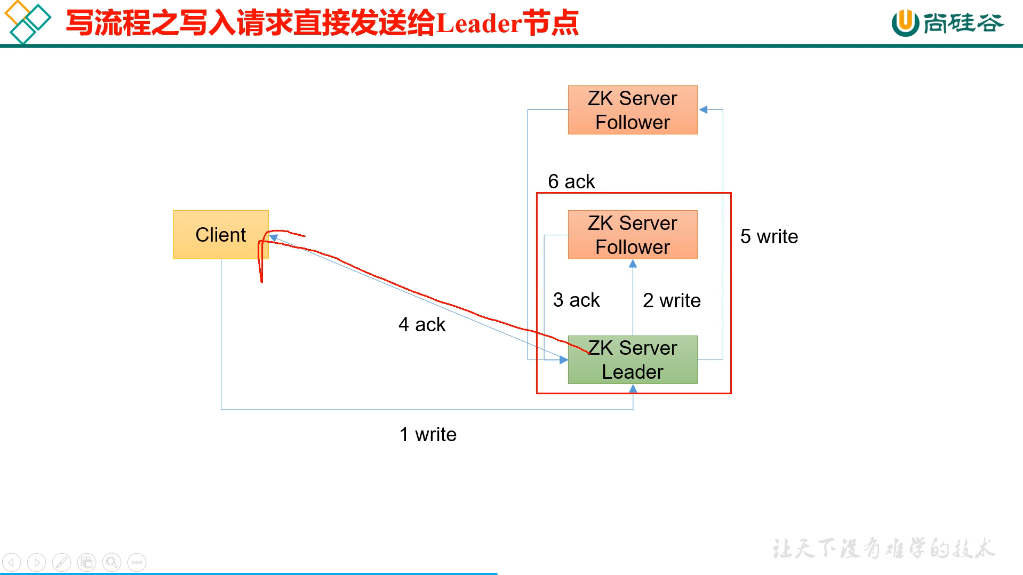 写流程之写入请求直接发送给Leader节点
尚硅谷
ZK Server
Follower
6 ack
Client
ZK Server
Follower
5 write
3 ack
2 write
4 ack
ZK Server
Leader
1 write
让天下没有难学的技术